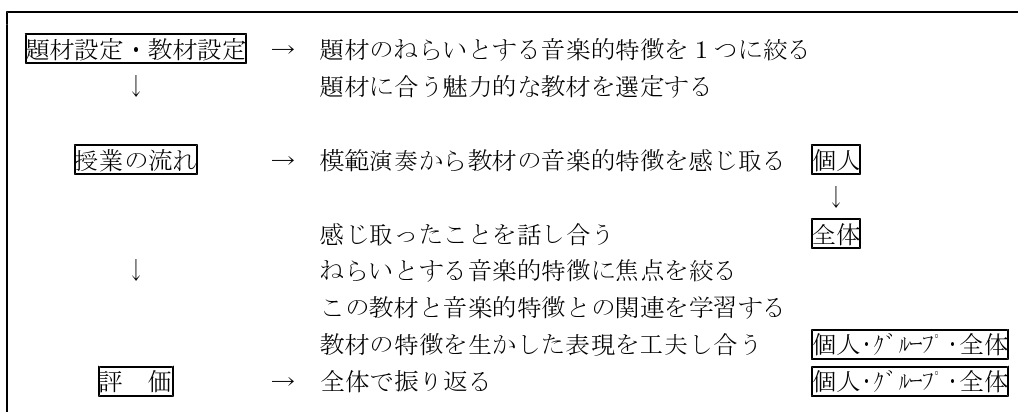 題材設定・教材設定 → 題材のねらいとする音楽的特徴を１つに絞る
↓ 題材に合う魅力的な教材を選定する
授業の流れ → 模範演奏から教材の音楽的特徴を感じ取る 個人
↓
感じ取ったことを話し合う 全体
↓ ねらいとする音楽的特徴に焦点を絞る
この教材と音楽的特徴との関連を学習する
教材の特徴を生かした表現を工夫し合う 個人･ｸﾞﾙｰﾌﾟ･全体
評　価 → 全体で振り返る 個人･ｸﾞﾙｰﾌﾟ･全体